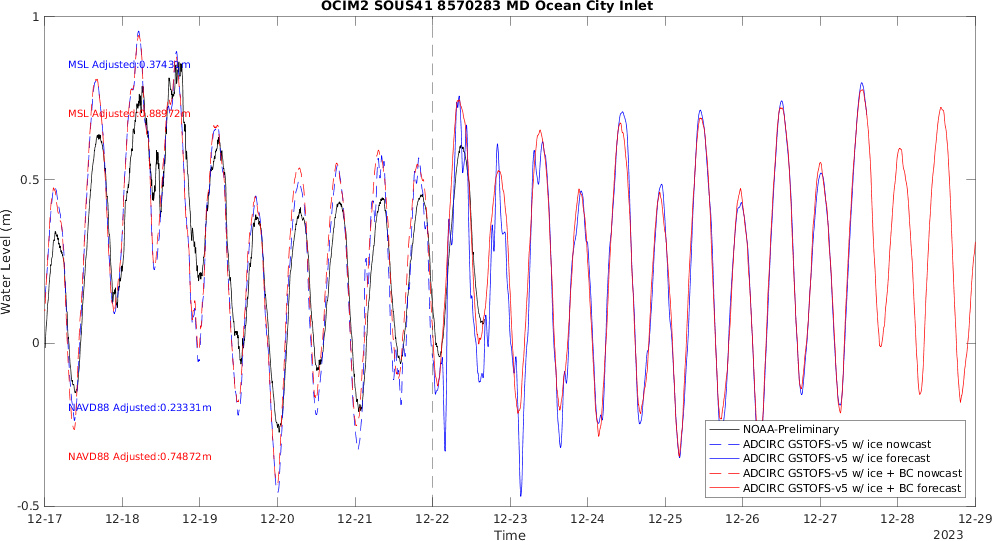 OCIM2 SOUS41 8570283 MD Ocean City Inlet
1
MSL Adjusted:0.3743 m
MSL Adjusted:0.88972m
0.5
Water Level (m)
0
NAVD88 Adjusted:0.23331m
NAVD88 Adjusted:0.74872m
NOAA-Preliminary
ADCIRC GSTOFS-v5 w/ ice nowcast
ADCIRC GSTOFS-v5 w/ ice forecast
ADCIRC GSTOFS-v5 w/ ice + BC nowcast
ADCIRC GSTOFS-v5 w/ ice + BC forecast
-0.5
12-17 12-18 12-19 12-20 12-21 12-22 12-23 12-24 12-25 12-26 12-27 12-28 12-29
Time
2023